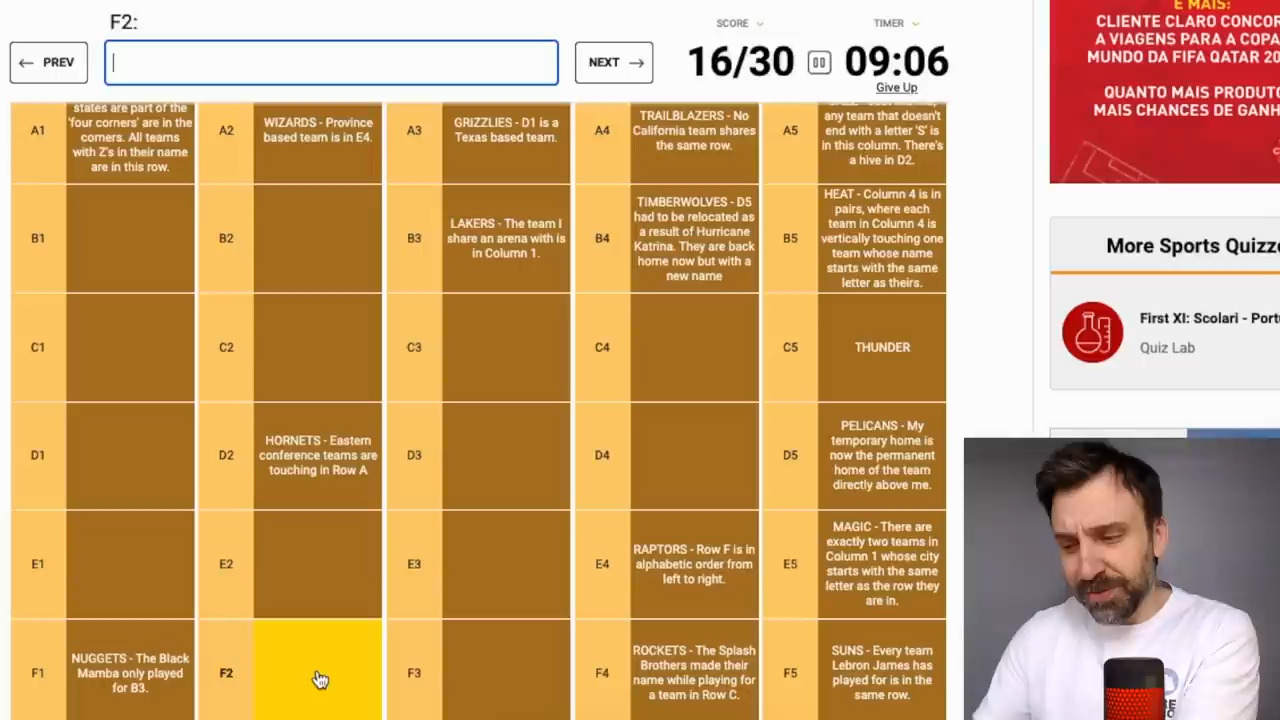 F2:
← PREV
NEXT →
SCORE
16/30
TIMER
09:06
Give Up
A1
states are part of the
'four corners' are in the
corners. All teams
with Z's in their name
are in this row.
A2
WIZARDS - Province
based team is in E4.
A3
GRIZZLIES - D1 is a
Texas based team.
A4
TRAILBLAZERS - No
California team shares
the same row.
A5
any team that doesn't
end with a letter 'S' is
in this column. There's
a hive in D2.
B1
B2
B3
LAKERS - The team I
share an arena with is
in Column 1.
B4
TIMBERWOLVES - D5
had to be relocated as
a result of Hurricane
Katrina. They are back
home now but with a
new name
B5
HEAT - Column 4 is in
pairs, where each
team in Column 4 is
vertically touching one
team whose name
starts with the same
letter as theirs.
C1
C2
C3
C4
C5
THUNDER
D1
D2
HORNETS - Eastern
conference teams are
touching in Row A
D3
D4
D5
PELICANS - My
temporary home is
now the permanent
home of the team
directly above me.
E1
E2
E3
E4
RAPTORS - Row F is in
alphabetic order from
left to right.
E5
MAGIC - There are
exactly two teams in
Column 1 whose city
starts with the same
letter as the row they
are in.
F1
NUGGETS - The Black
Mamba only played
for B3.
F2
F3
F4
ROCKETS - The Splash
Brothers made their
name while playing for
a team in Row C.
F5
SUNS - Every team
Lebron James has
played for is in the
same row.
E MAIS:
CLIENTE CLARO CONCOR
A VIAGENS PARA A COPA
MUNDO DA FIFA QATAR 20
QUANTO MAIS PRODUTO
MAIS CHANCES DE GANH
More Sports Quizze
First XI: Scolari - Port
Quiz Lab